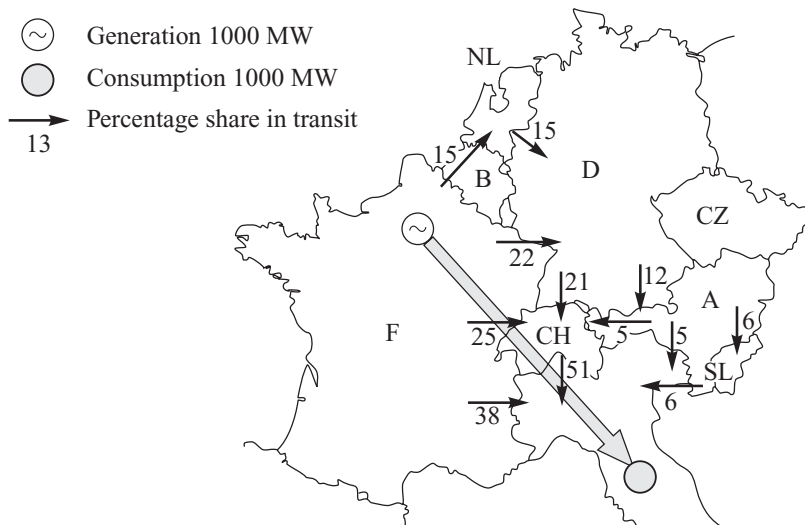 ~ Generation 1000 MW
Consumption 1000 MW
13 Percentage share in transit
NL
15
15
B
D
CZ
~
22
21
12
A
F
25
CH
5
5
6
51
SL
38
6